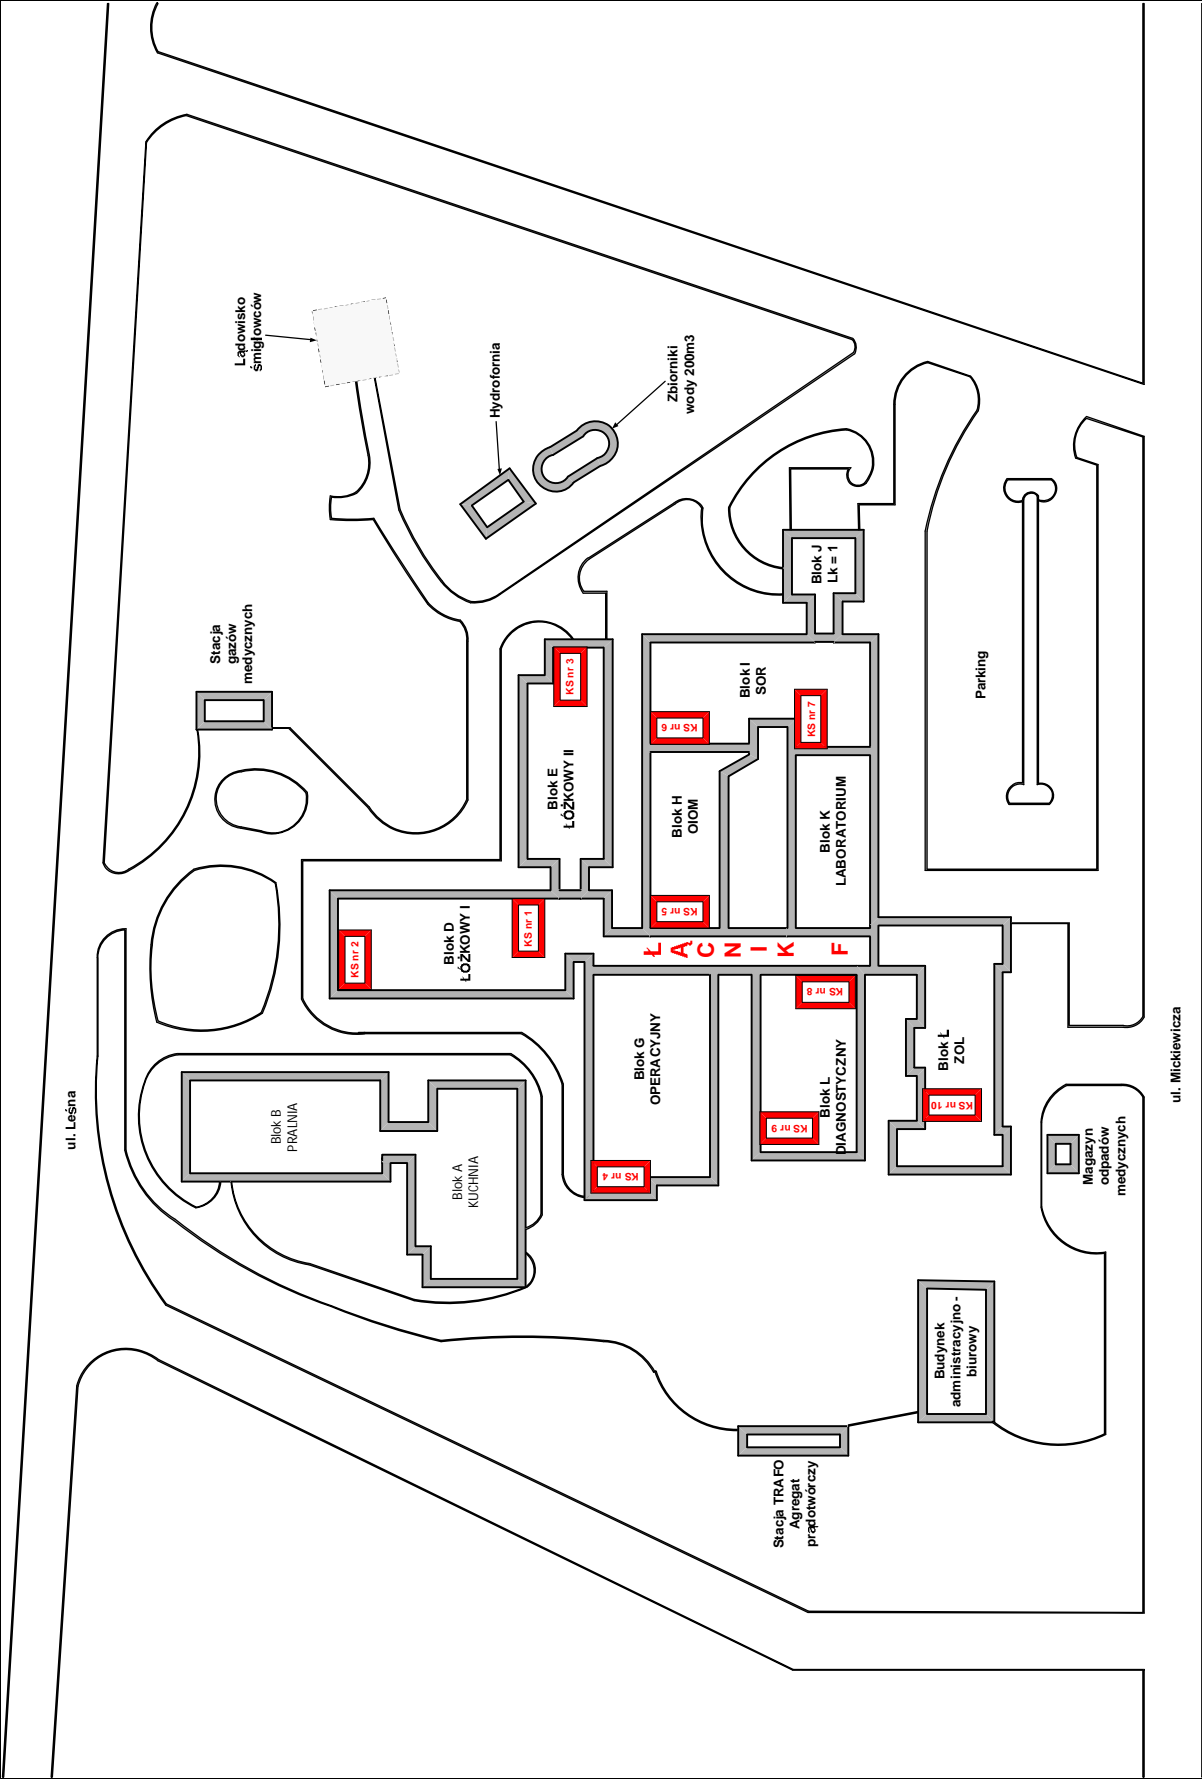 ul. Leśna
Lądowisko
śmigłowców
Hydrofornia
Zbiorniki
wody 200m3
Stacja
gazów
medycznych
Blok J
Lk = 1
Blok I
SOR
KS nr 3
KS nr 6
KS nr 7
Blok E
ŁÓŻKOWY II
Blok H
OIOM
Blok K
LABORATORIUM
Parking
KS nr 5
KS nr 1
KS nr 2
Blok D
ŁÓŻKOWY I
ŁĄCNIK F
KS nr 8
Blok G
OPERACYJNY
Blok L
DIAGNOSTYCZNY
KS nr 9
KS nr 4
Blok Ł
ZOL
KS nr 10
Blok B
PRALNIA
Blok A
KUCHNIA
Magazyn
odpadów
medycznych
ul. Mickiewicza
Budynek
administracyjno -
biurowy
Stacja TRAFO
Agregat
prądotwórczy